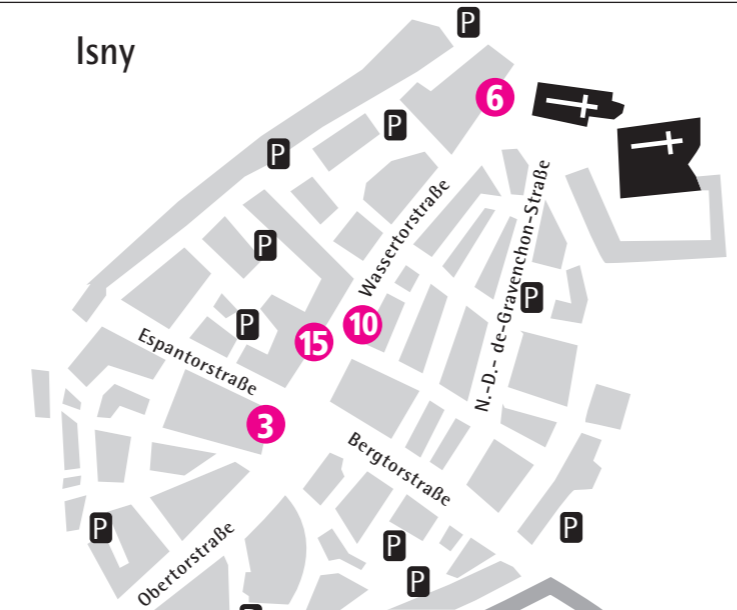 P
Isny
6
P
P
Wassertorstraße
N.-D.- de-Gravenchon-Straße
P
P
P
10
15
Espantorstraße
3
Bergtorstraße
P
P
Obertorstraße
P
P